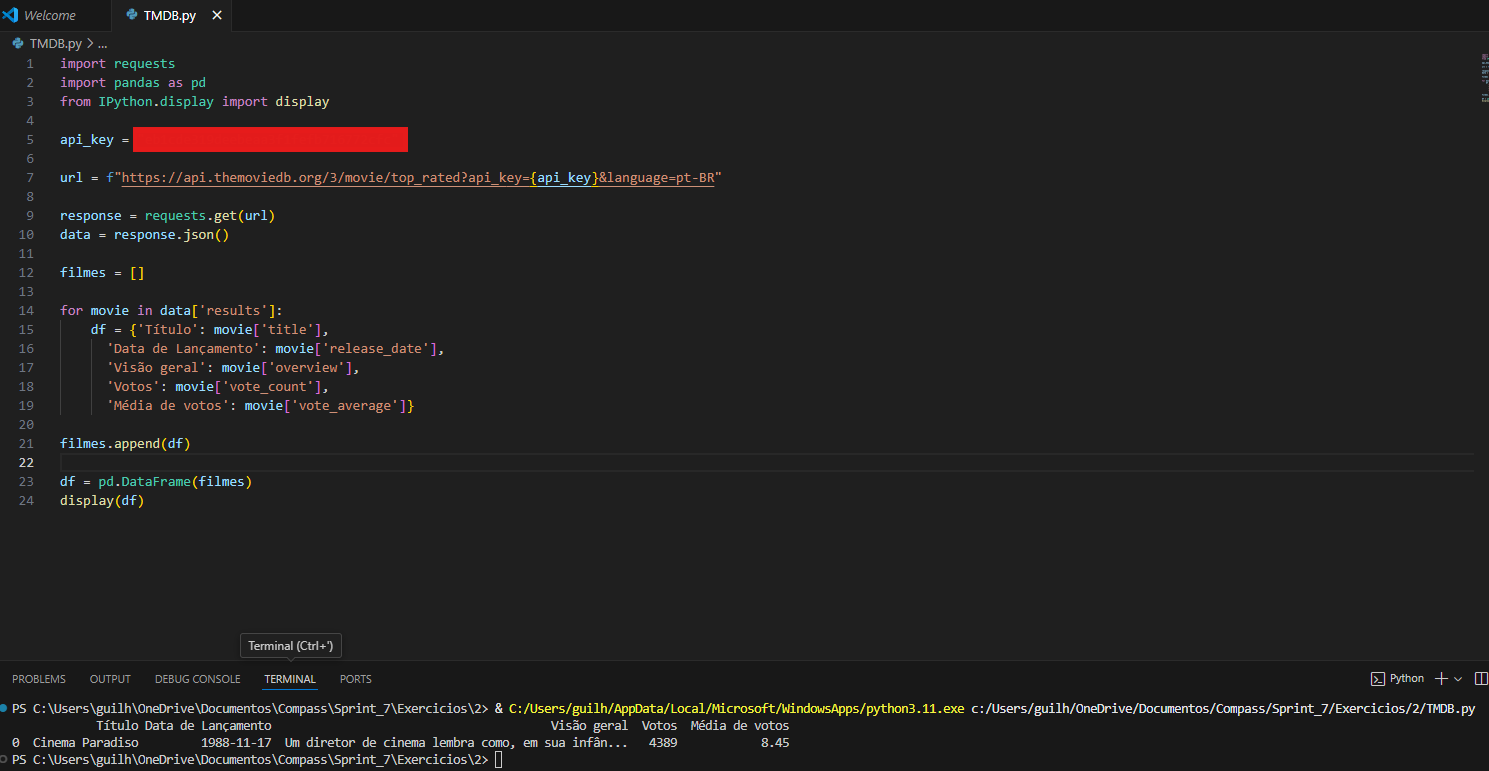 Welcome TMDB.py
TMDB.py > ...
1 import requests
2 import pandas as pd
3 from IPython.display import display
4
5 api_key =
6
7 url = f"https://api.themoviedb.org/3/movie/top_rated?api_key={api_key}&language=pt-BR"
8
9 response = requests.get(url)
10 data = response.json()
11
12 filmes = []
13
14 for movie in data['results']:
15 df = {'Título': movie['title'],
16 'Data de Lançamento': movie['release_date'],
17 'Visão geral': movie['overview'],
18 'Votos': movie['vote_count'],
19 'Média de votos': movie['vote_average']}
20
21 filmes.append(df)
22
23 df = pd.DataFrame(filmes)
24 display(df)
Terminal (Ctrl+')
PROBLEMS OUTPUT DEBUG CONSOLE TERMINAL PORTS Python
PS C:\Users\guilh\OneDrive\Documentos\Compass\Sprint_7\Exercicios\2> & C:/Users/guilh/AppData/Local/Microsoft/WindowsApps/python3.11.exe c:/Users/guilh/OneDrive/Documentos/Compass/Sprint_7/Exercicios/2/TMDB.py
Título Data de Lançamento Visão geral Votos Média de votos
0 Cinema Paradiso 1988-11-17 Um diretor de cinema lembra como, em sua infân... 4389 8.45
PS C:\Users\guilh\OneDrive\Documentos\Compass\Sprint_7\Exercicios\2>